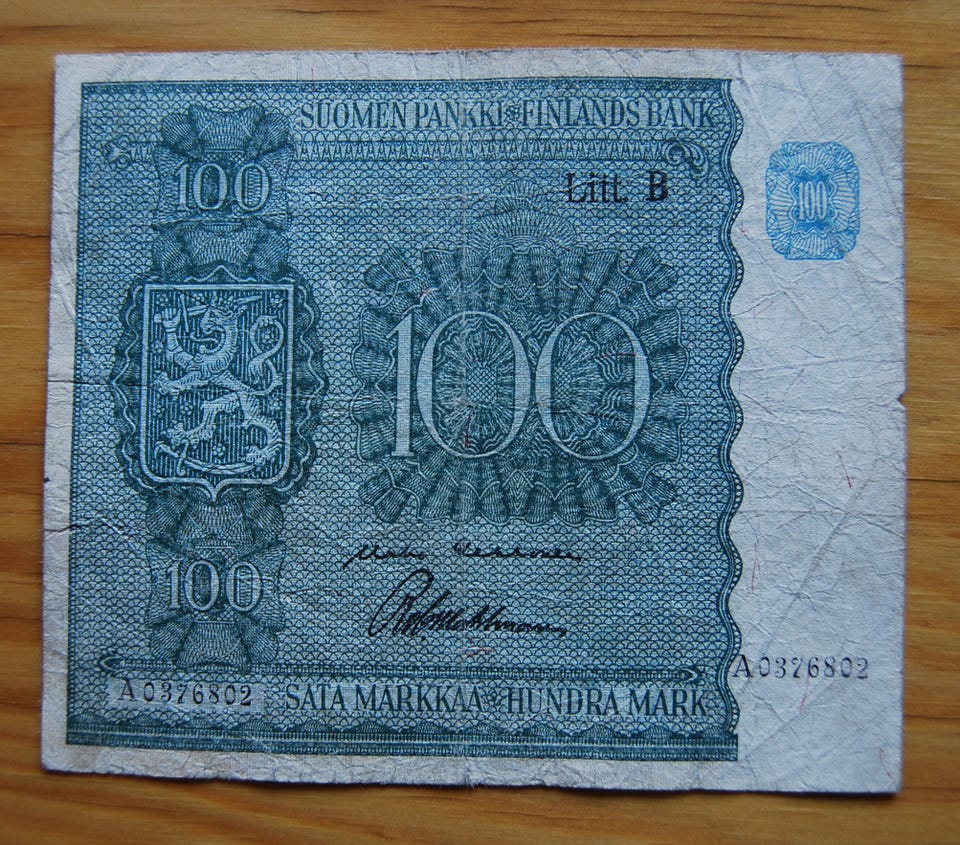 SUOMEN PANKKI FINLANDS BANK
100
100
Litt. B
100
100
A0376802
A0376802
SATA MARKKAA HUNDRA MARK